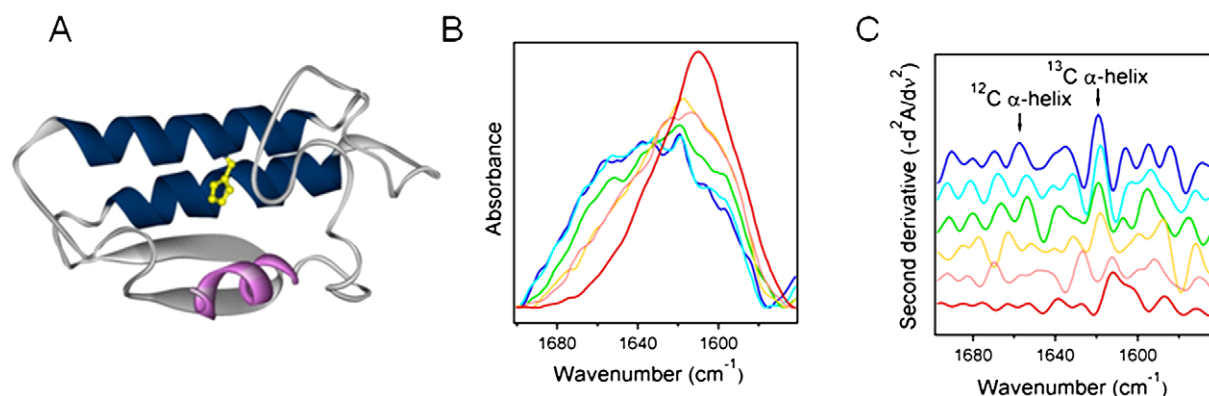 A
B
C
Absorbance
1680
1640
1600
Wavenumber (cm⁻¹)
Second derivative (-d²A/dν²)
¹²C α-helix
¹³C α-helix
1680
1640
1600
Wavenumber (cm⁻¹)